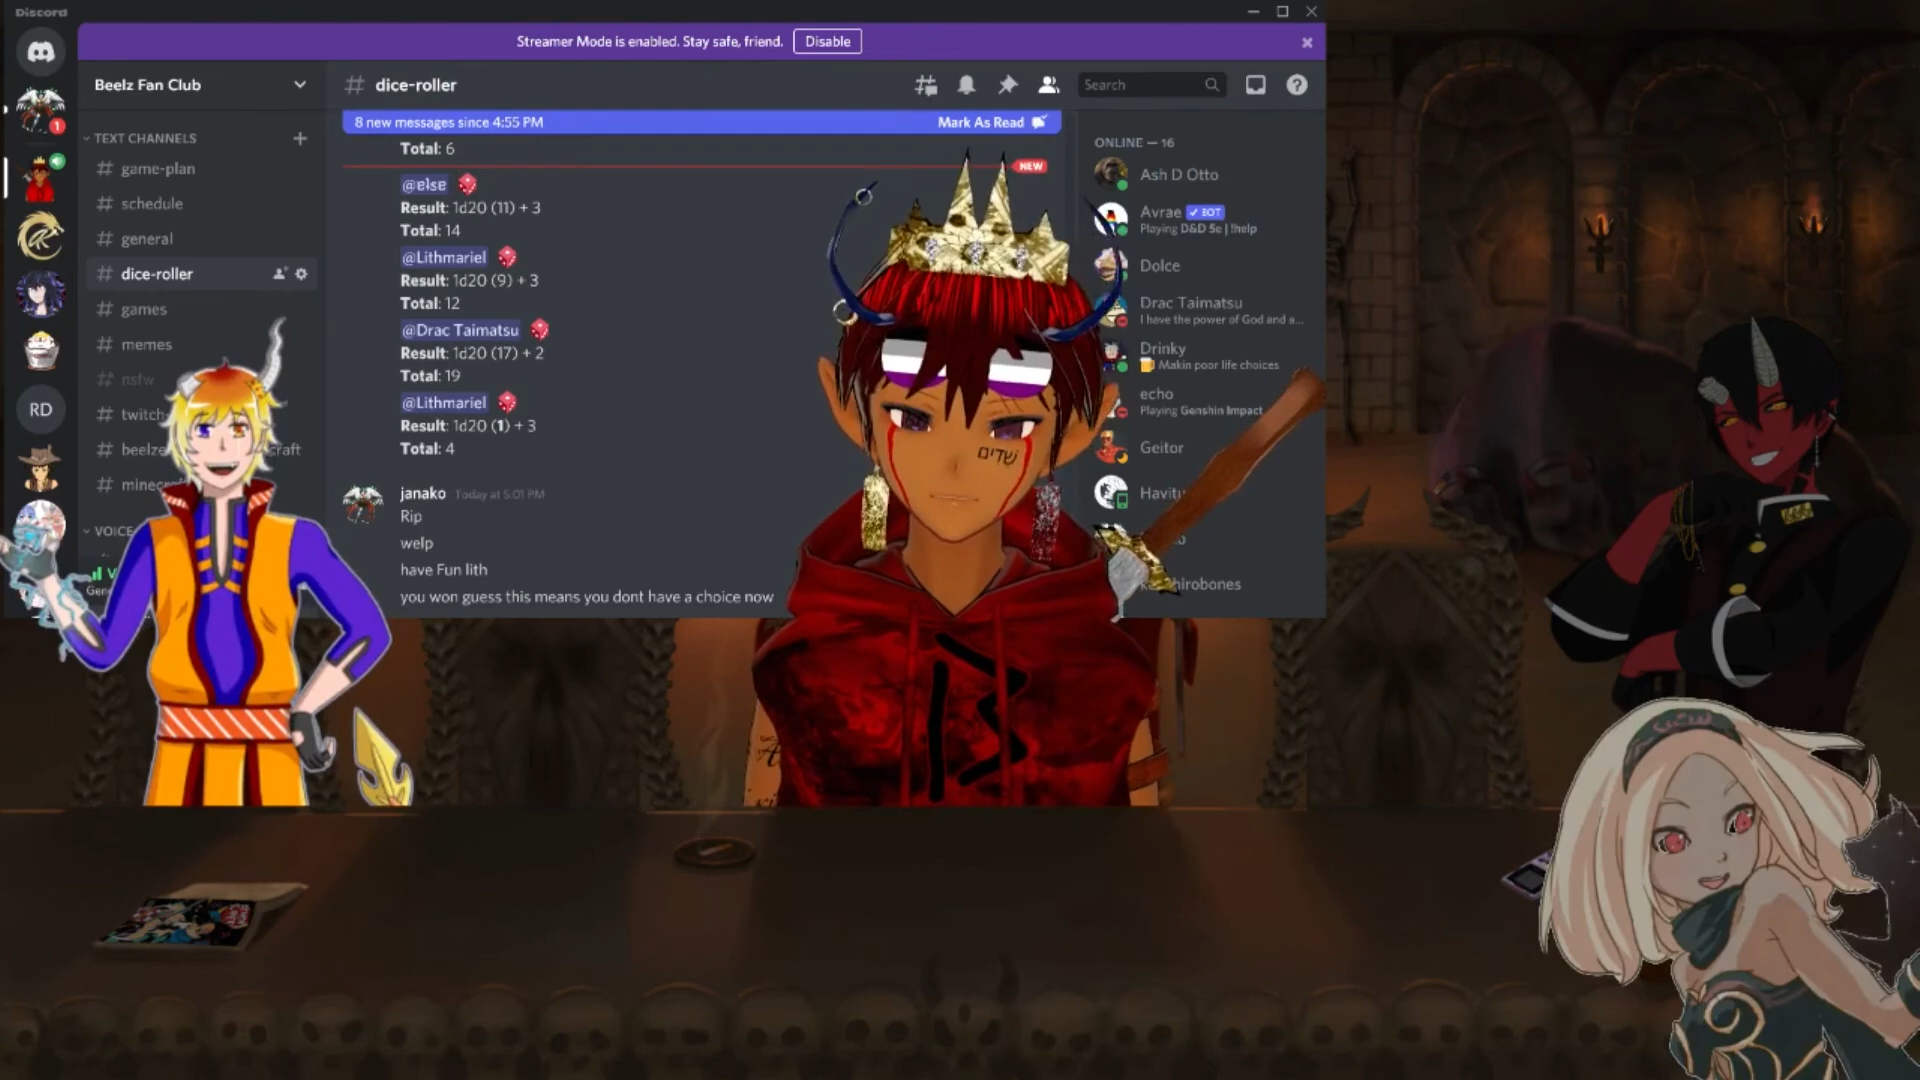 Discord
Streamer Mode is enabled. Stay safe, friend. Disable
Beelz Fan Club
# dice-roller
Search
8 new messages since 4:55 PM
Mark As Read
TEXT CHANNELS
game-plan
schedule
general
dice-roller
games
memes
nsfw
twitch
RD
VOICE
1
Total: 6
NEW
@else
Result: 1d20 (11) + 3
Total: 14
@Lithmariel
Result: 1d20 (9) + 3
Total: 12
@Drac Taimatsu
Result: 1d20 (17) + 2
Total: 19
@Lithmariel
Result: 1d20 (1) + 3
Total: 4
janako Today at 5:01 PM
Rip
welp
have Fun lith
you won guess this means you dont have a choice now
ONLINE — 16
Ash D Otto
Avrae BOT
Playing D&D 5e | !help
Dolce
Drac Taimatsu
I have the power of God and a...
Drinky
Makin poor life choices
echo
Playing Genshin Impact
Geitor
שדים